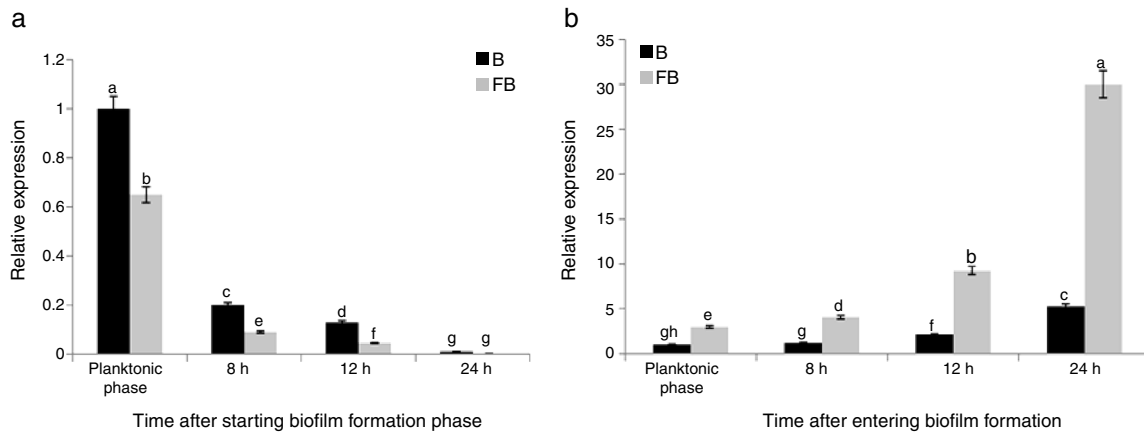 a
1.2
1
0.8
0.6
0.4
0.2
0
Relative expression
B
FB
a
b
c
e
d
f
g
g
Planktonic
phase
8 h
12 h
24 h
Time after starting biofilm formation phase
b
35
30
25
20
15
10
5
0
Relative expression
B
FB
gh
e
g
d
f
b
c
a
Planktonic
phase
8 h
12 h
24 h
Time after entering biofilm formation